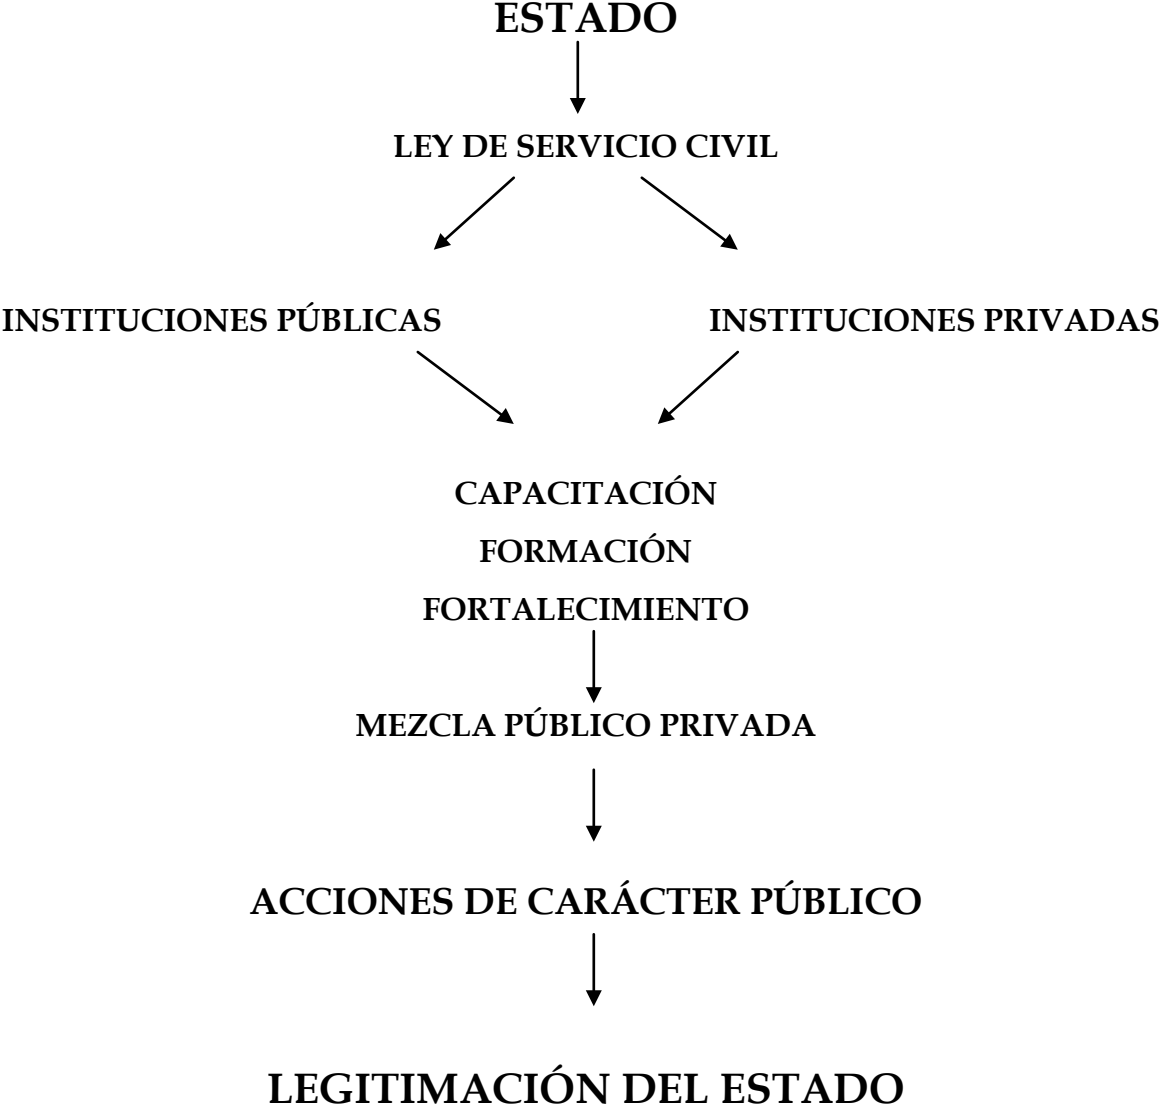 ESTADO
LEY DE SERVICIO CIVIL
INSTITUCIONES PÚBLICAS
INSTITUCIONES PRIVADAS
CAPACITACIÓN
FORMACIÓN
FORTALECIMIENTO
MEZCLA PÚBLICO PRIVADA
ACCIONES DE CARÁCTER PÚBLICO
LEGITIMACIÓN DEL ESTADO